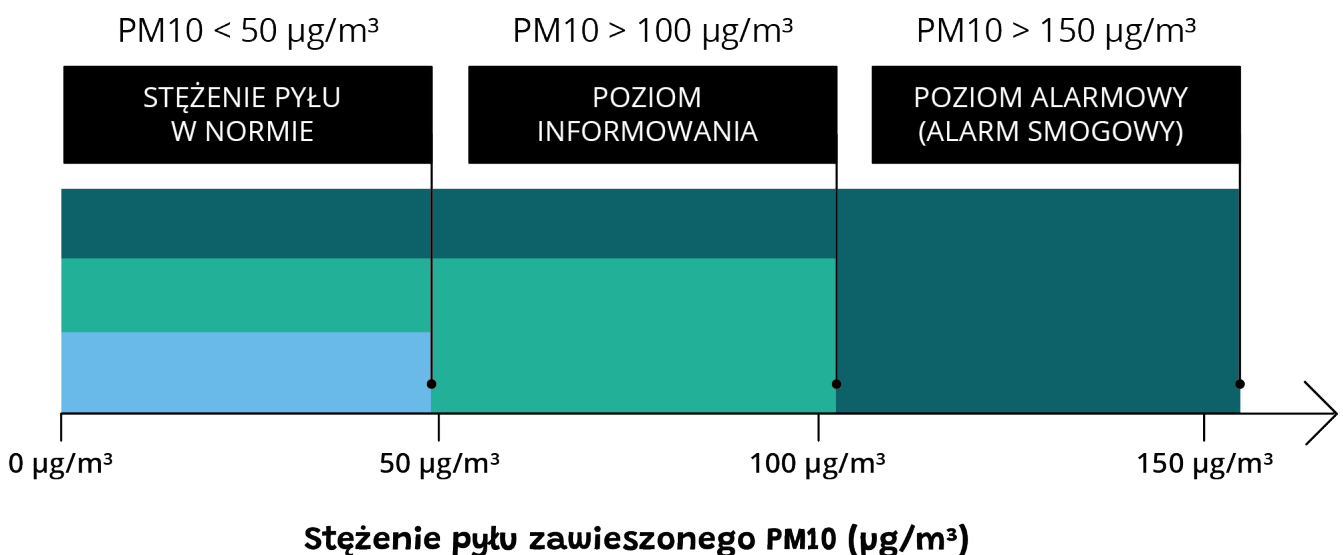 PM10 < 50 µg/m³
PM10 > 100 µg/m³
PM10 > 150 µg/m³
STĘŻENIE PYŁU
W NORMIE
POZIOM
INFORMOWANIA
POZIOM ALARMOWY
(ALARM SMOGOWY)
0 µg/m³
50 µg/m³
100 µg/m³
150 µg/m³
Stężenie pyłu zawieszonego PM10 (µg/m³)